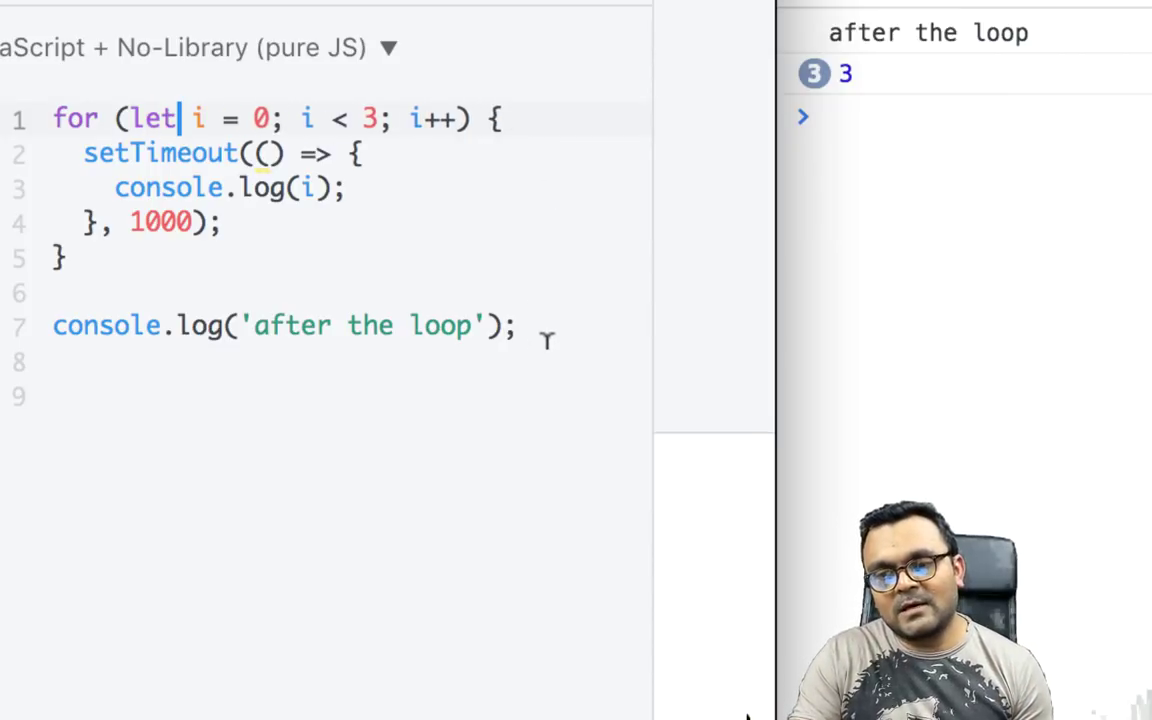 aScript + No-Library (pure JS) ▼
1 for (let i = 0; i < 3; i++) {
2 setTimeout(() => {
3 console.log(i);
4 }, 1000);
5 }
6
7 console.log('after the loop');
8
9
after the loop
3 3
>